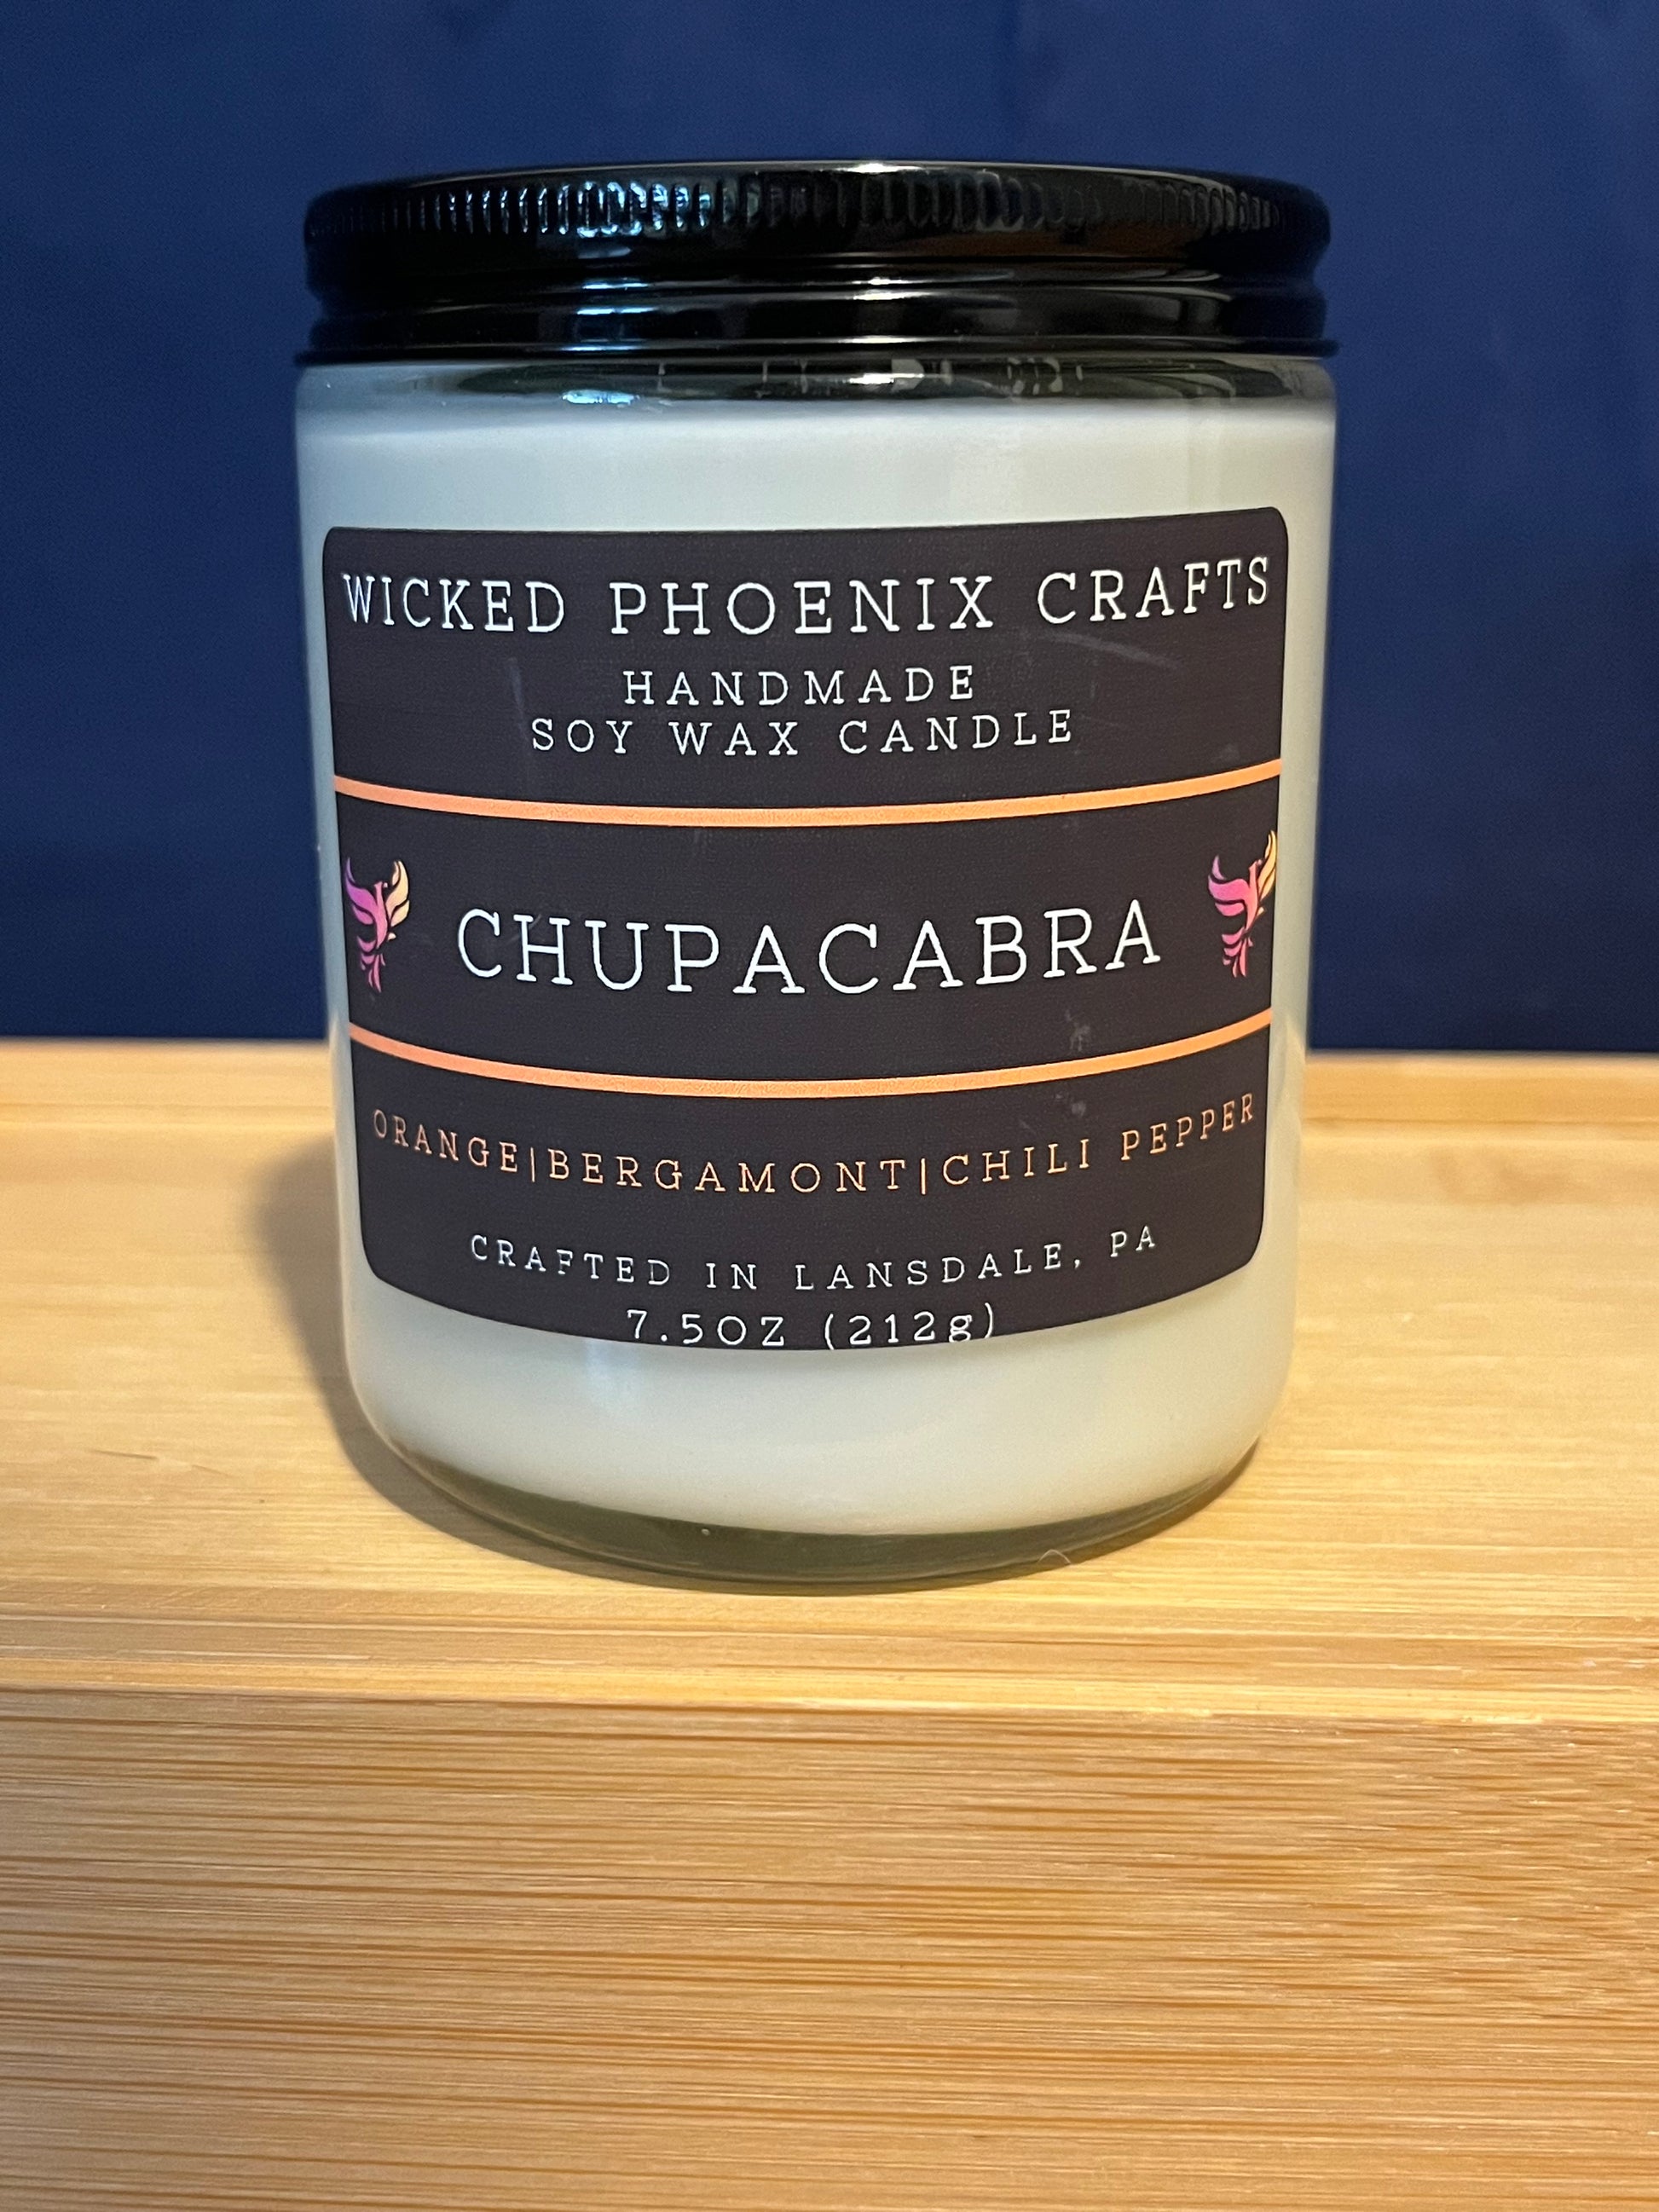 WICKED PHOENIX CRAFTS
HANDMADE
SOY WAX CANDLE
CHUPACABRA
ORANGE|BERGAMONT|CHILI PEPPER
CRAFTED IN LANSDALE, PA
7.5OZ (212g)